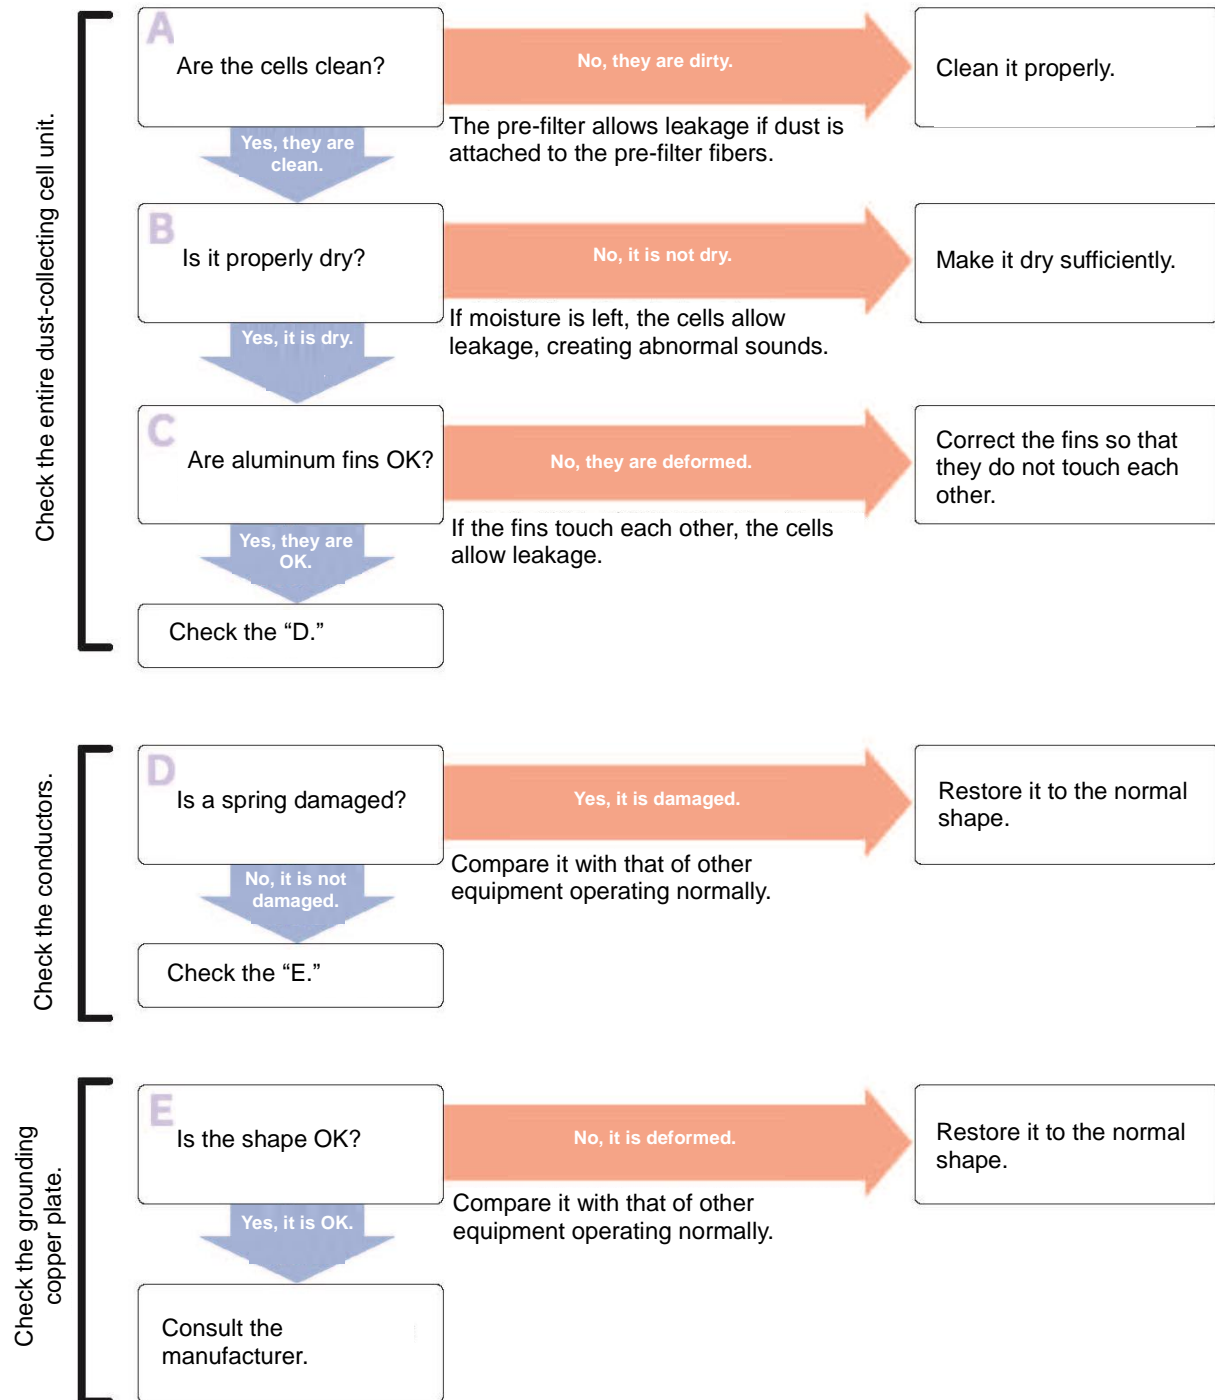 Check the entire dust-collecting cell unit.
A
Are the cells clean?
No, they are dirty.
Clean it properly.
The pre-filter allows leakage if dust is
attached to the pre-filter fibers.
Yes, they are
clean.
B
Is it properly dry?
No, it is not dry.
Make it dry sufficiently.
If moisture is left, the cells allow
leakage, creating abnormal sounds.
Yes, it is dry.
C
Are aluminum fins OK?
No, they are deformed.
Correct the fins so that
they do not touch each
other.
If the fins touch each other, the cells
allow leakage.
Yes, they are
OK.
Check the “D.”
Check the conductors.
D
Is a spring damaged?
Yes, it is damaged.
Restore it to the normal
shape.
Compare it with that of other
equipment operating normally.
No, it is not
damaged.
Check the “E.”
Check the grounding
copper plate.
E
Is the shape OK?
No, it is deformed.
Restore it to the normal
shape.
Compare it with that of other
equipment operating normally.
Yes, it is OK.
Consult the
manufacturer.